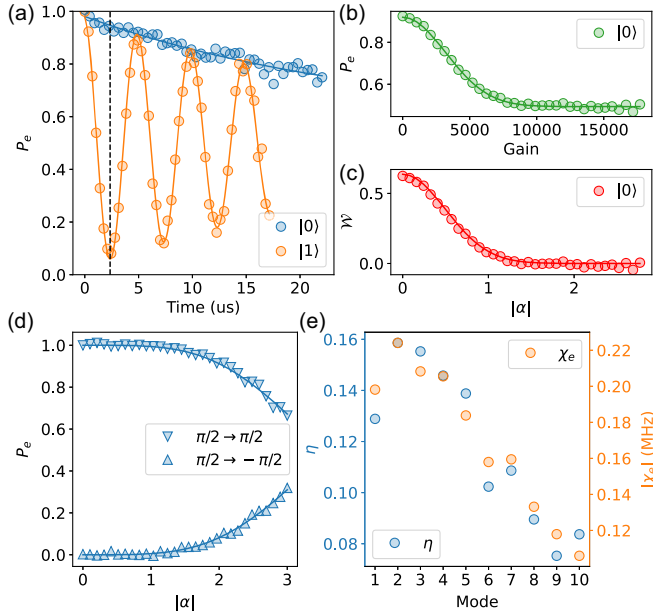 (a)
1.0
0.8
0.6
0.4
0.2
0.0
P_e
0 5 10 15 20
Time (us)
|0⟩
|1⟩
(b)
0.8
0.6
P_e
0 5000 10000 15000
Gain
|0⟩
(c)
0.5
0.0
𝒲
0 1 2
|α|
|0⟩
(d)
1.0
0.8
0.6
0.4
0.2
0.0
P_e
0 1 2 3
|α|
π/2 → π/2
π/2 → − π/2
(e)
0.16
0.14
0.12
0.10
0.08
η
χ_e
η
0.22
0.20
0.18
0.16
0.14
0.12
|χ_e| (MHz)
1 2 3 4 5 6 7 8 9 10
Mode